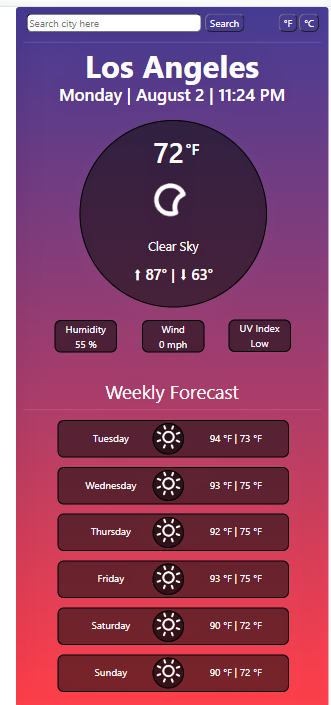 Search city here Search °F °C
Los Angeles
Monday | August 2 | 11:24 PM
72°F
Clear Sky
⬆ 87° | ⬇ 63°
Humidity Wind UV Index
55 % 0 mph Low
Weekly Forecast
Tuesday 94 °F | 73 °F
Wednesday 93 °F | 75 °F
Thursday 92 °F | 75 °F
Friday 93 °F | 75 °F
Saturday 90 °F | 72 °F
Sunday 90 °F | 72 °F